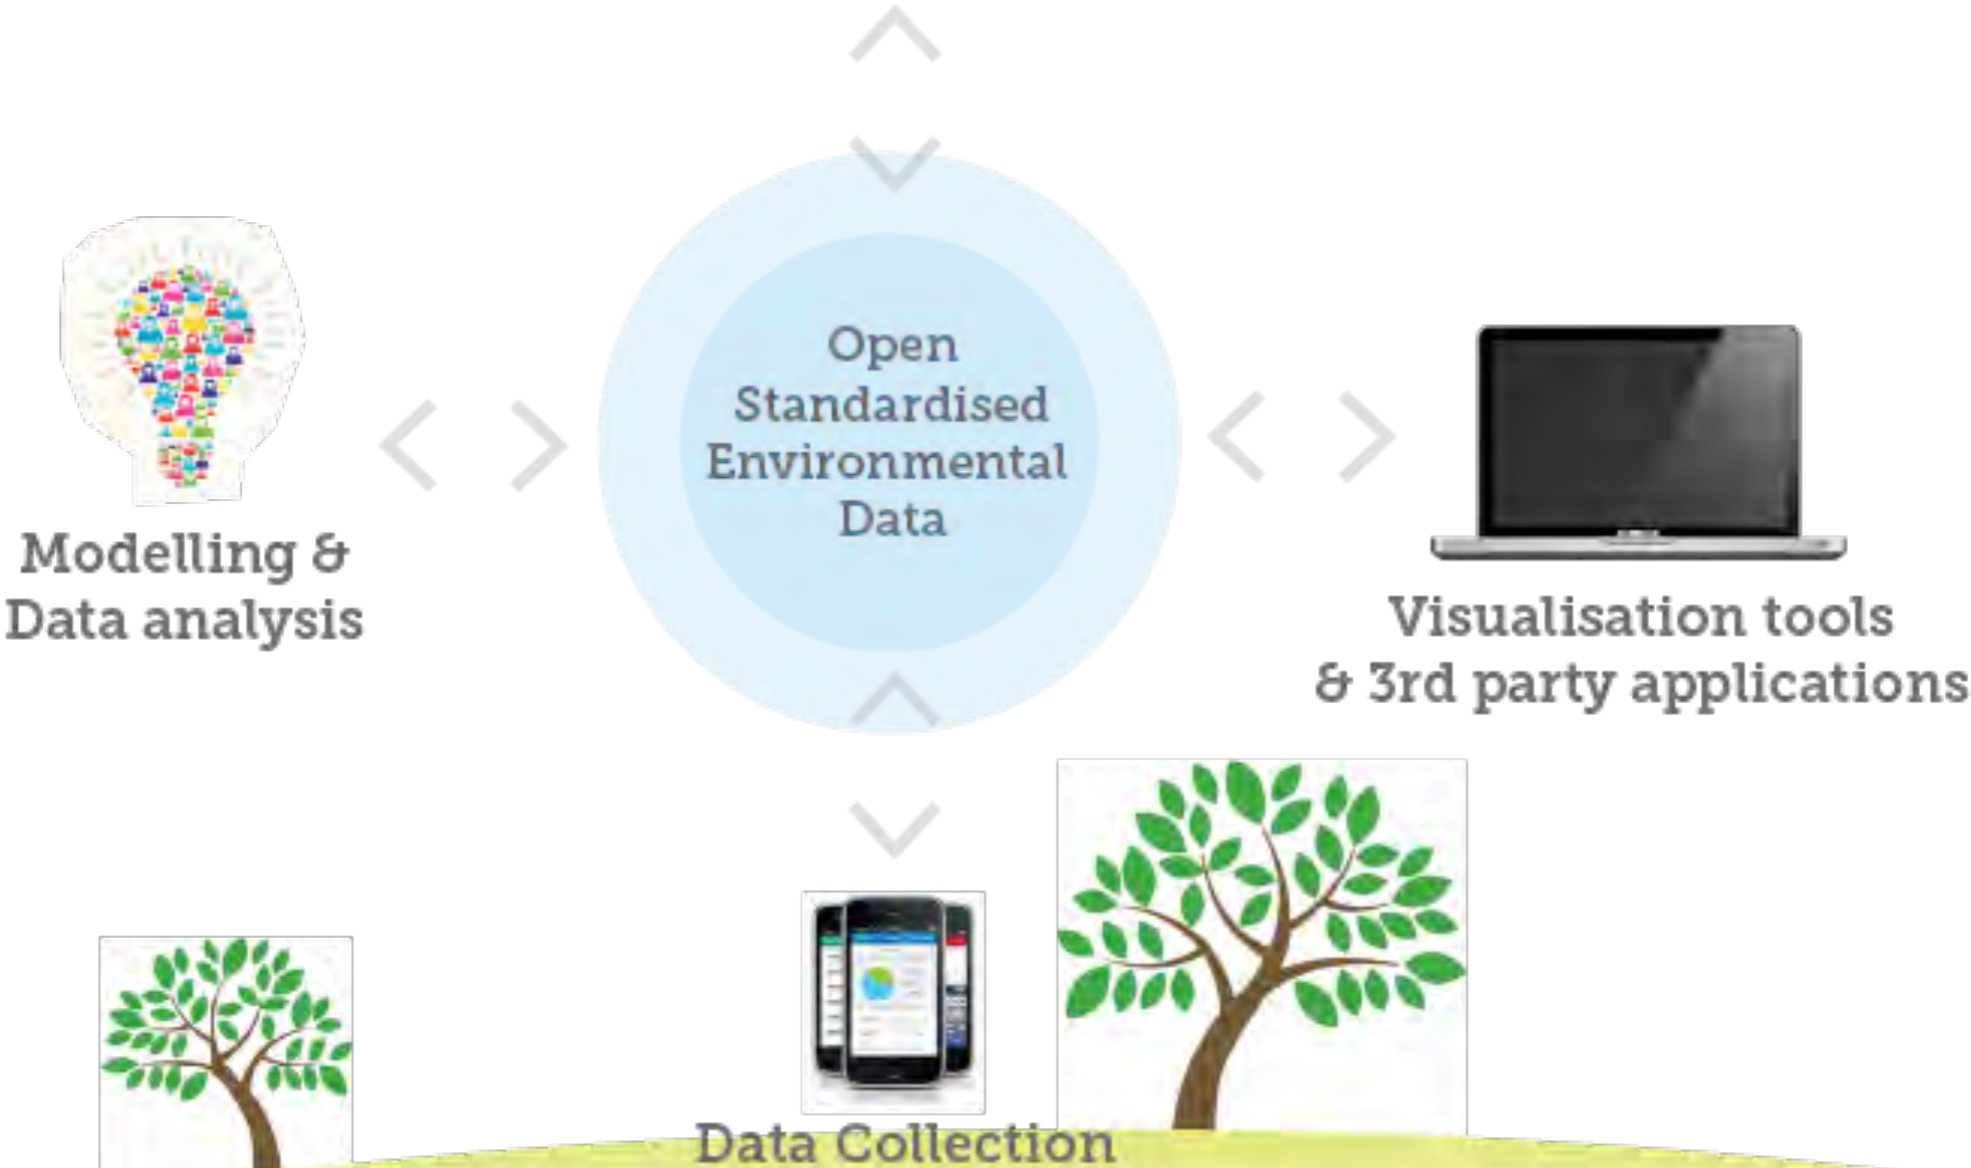 Open
Standardised
Environmental
Data
Modelling &
Data analysis
Visualisation tools
& 3rd party applications
Data Collection